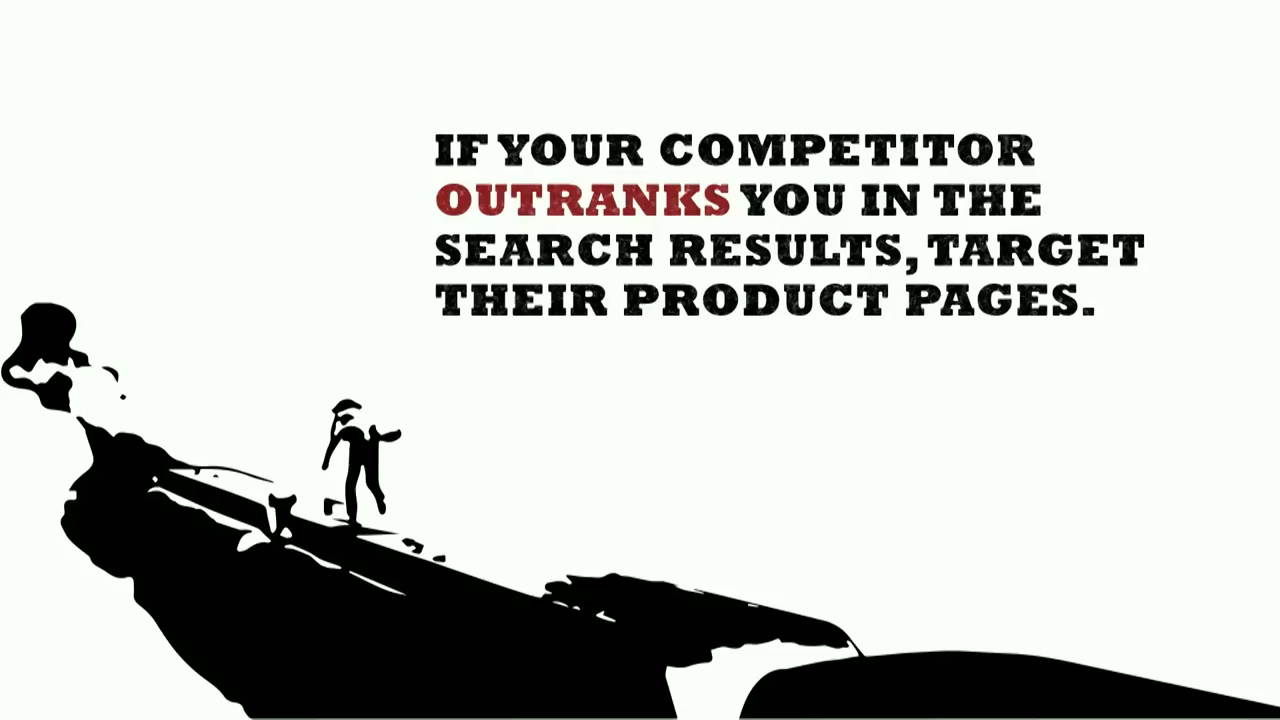 IF YOUR COMPETITOR
OUTRANKS YOU IN THE
SEARCH RESULTS, TARGET
THEIR PRODUCT PAGES.